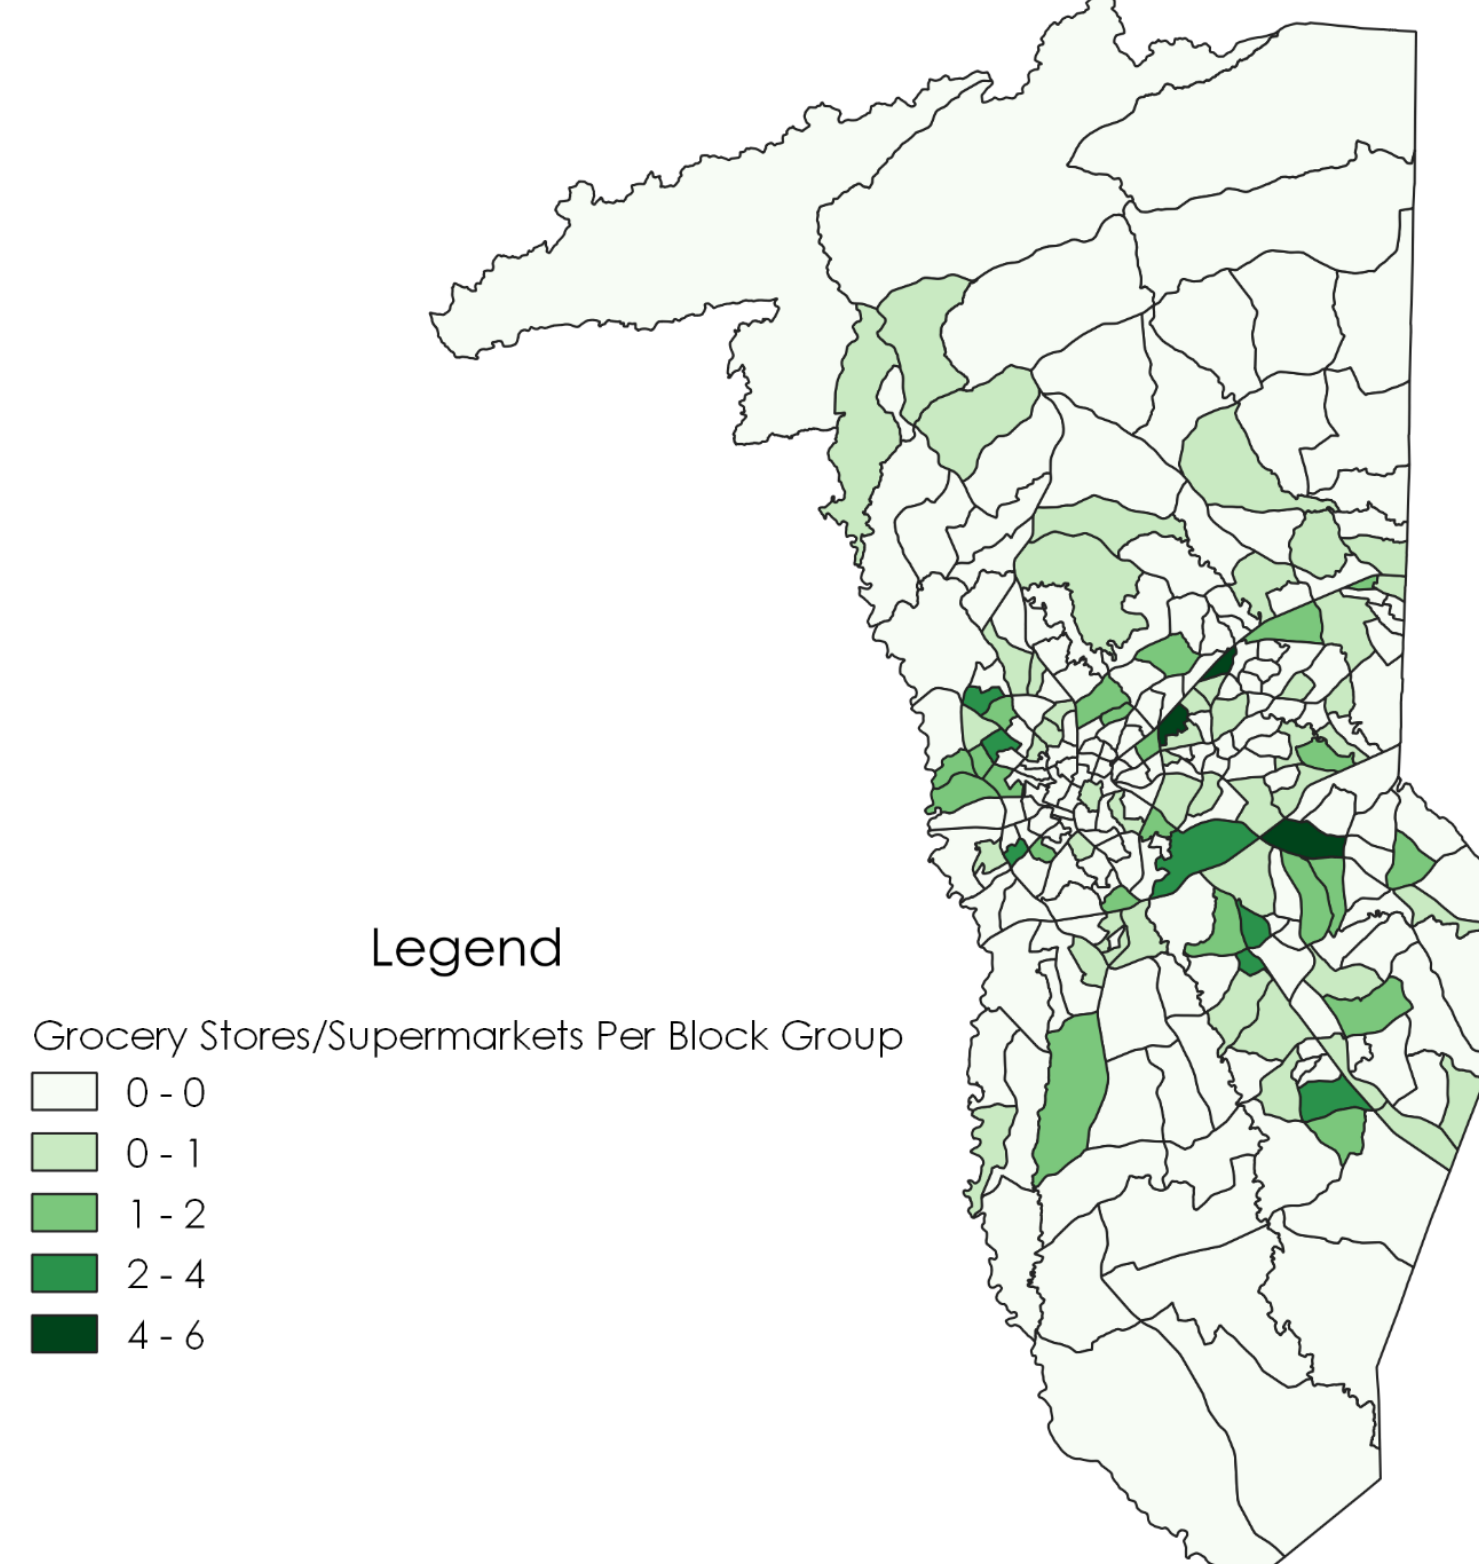 Legend
Grocery Stores/Supermarkets Per Block Group
0 - 0
0 - 1
1 - 2
2 - 4
4 - 6